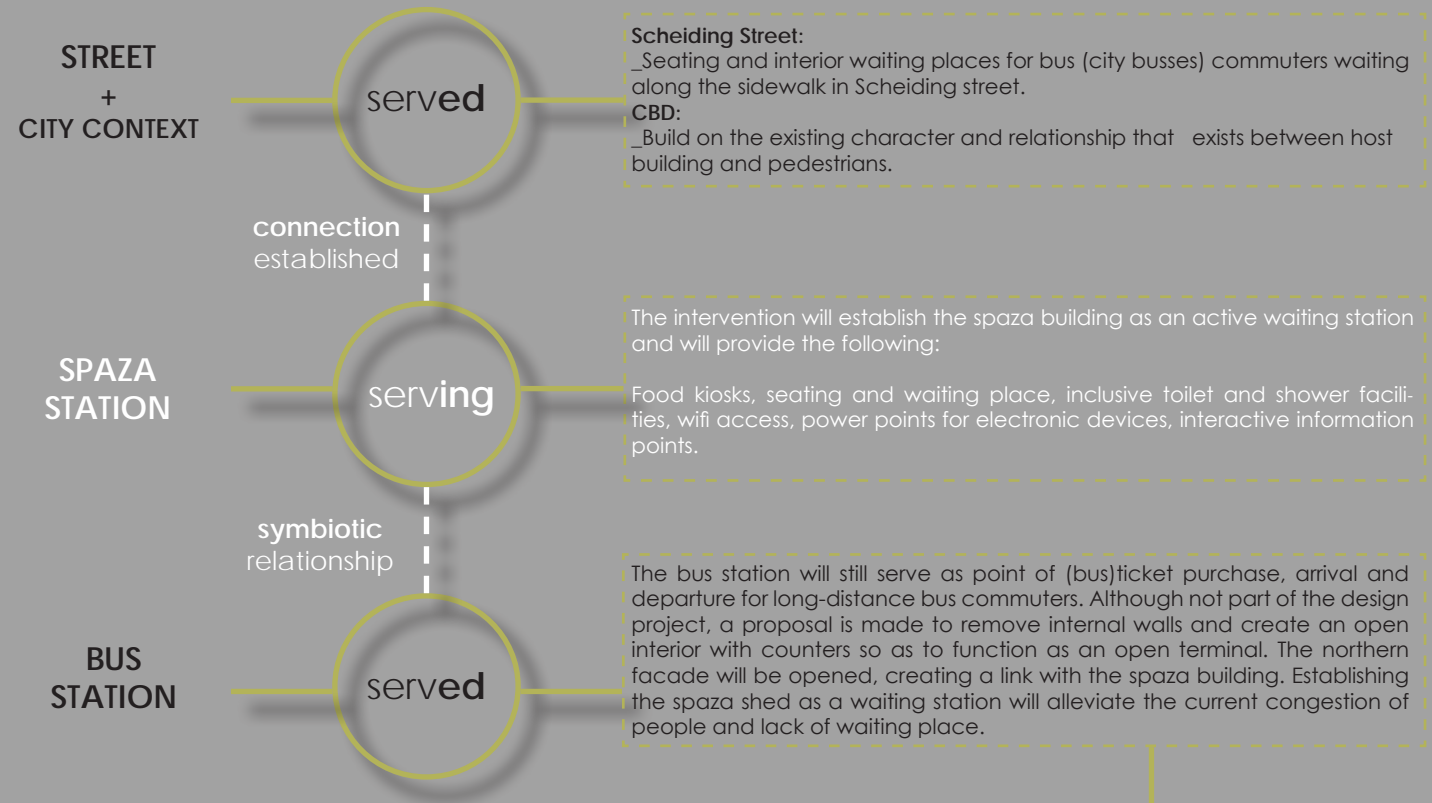 STREET
+
CITY CONTEXT
served
Scheiding Street:
_Seating and interior waiting places for bus (city busses) commuters waiting
along the sidewalk in Scheiding street.
CBD:
_Build on the existing character and relationship that exists between host
building and pedestrians.
connection
established
SPAZA
STATION
serving
The intervention will establish the spaza building as an active waiting station
and will provide the following:
Food kiosks, seating and waiting place, inclusive toilet and shower facili-
ties, wifi access, power points for electronic devices, interactive information
points.
symbiotic
relationship
BUS
STATION
served
The bus station will still serve as point of (bus)ticket purchase, arrival and
departure for long-distance bus commuters. Although not part of the design
project, a proposal is made to remove internal walls and create an open
interior with counters so as to function as an open terminal. The northern
facade will be opened, creating a link with the spaza building. Establishing
the spaza shed as a waiting station will alleviate the current congestion of
people and lack of waiting place.